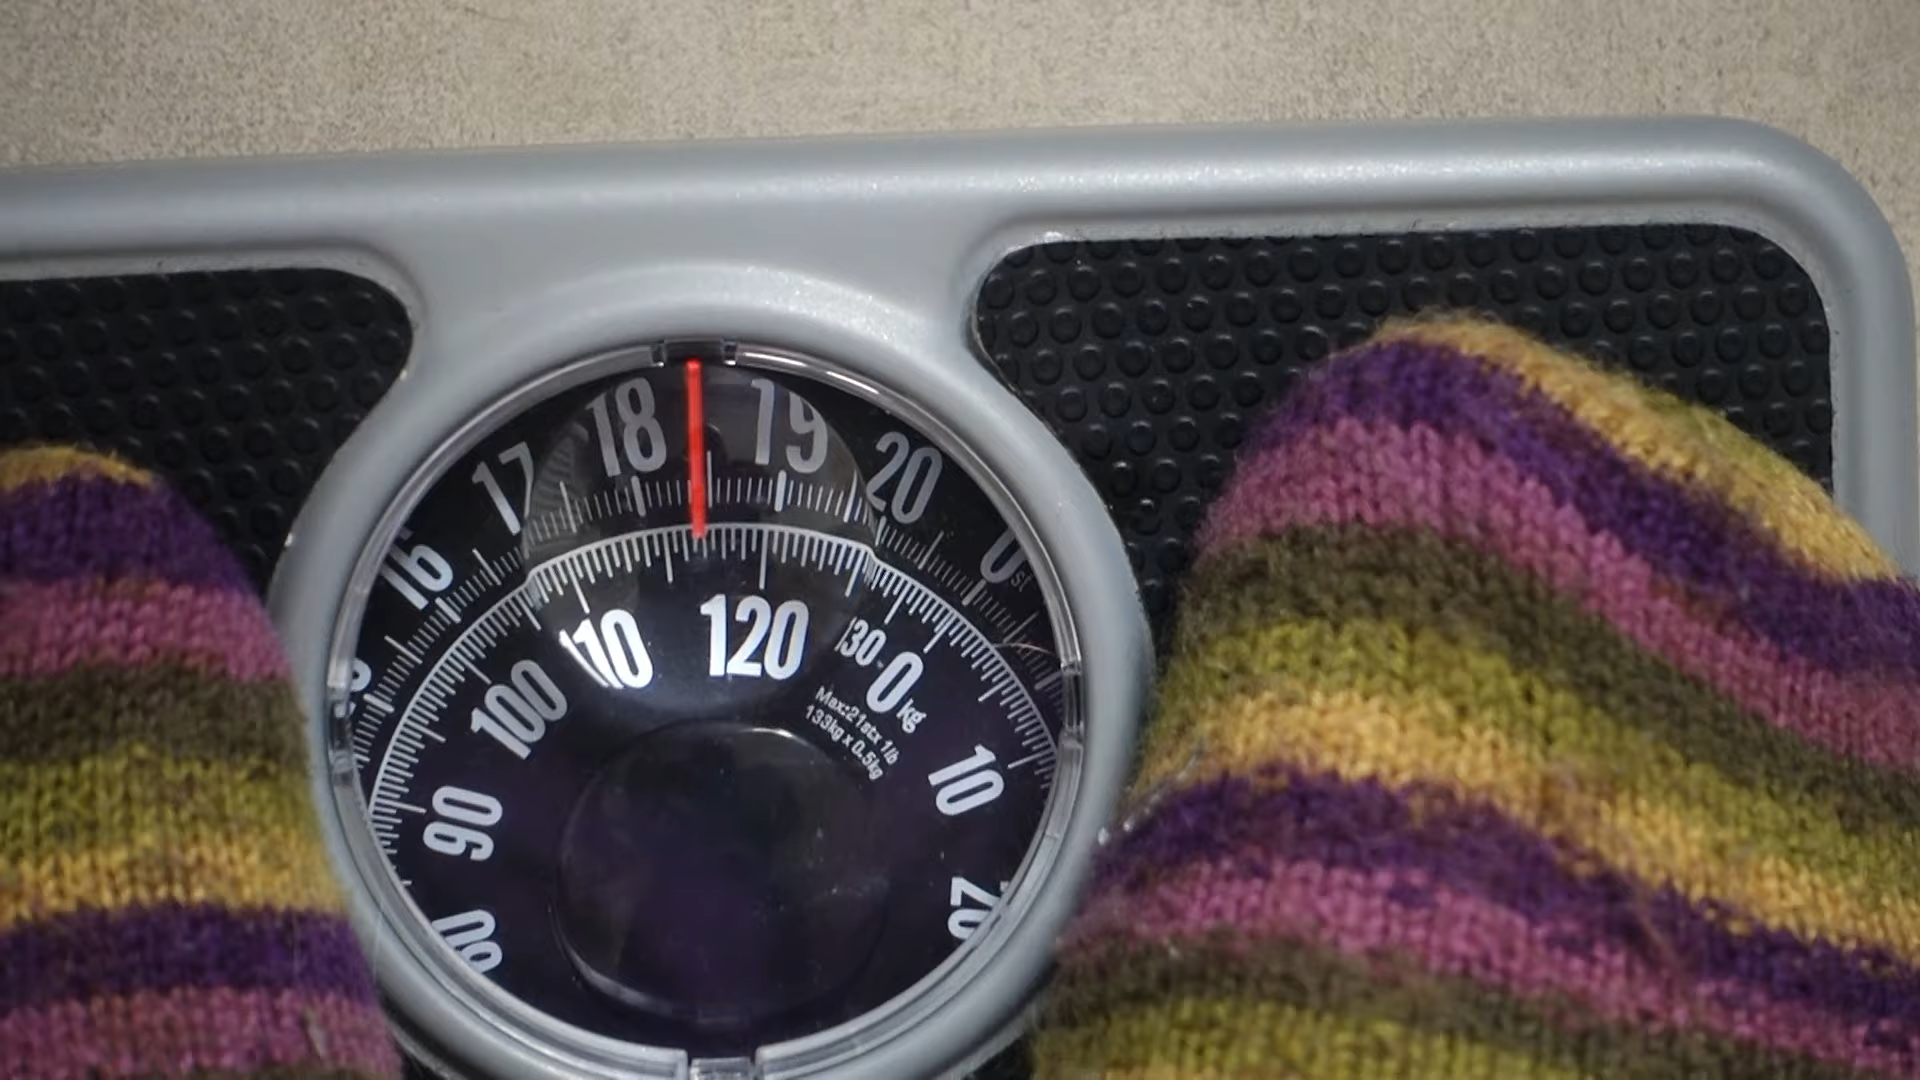 16 17 18 19 20 0 st
90 100 110 120 130-0 kg 10 20
Max:21st x 1lb
133kg x 0.5kg